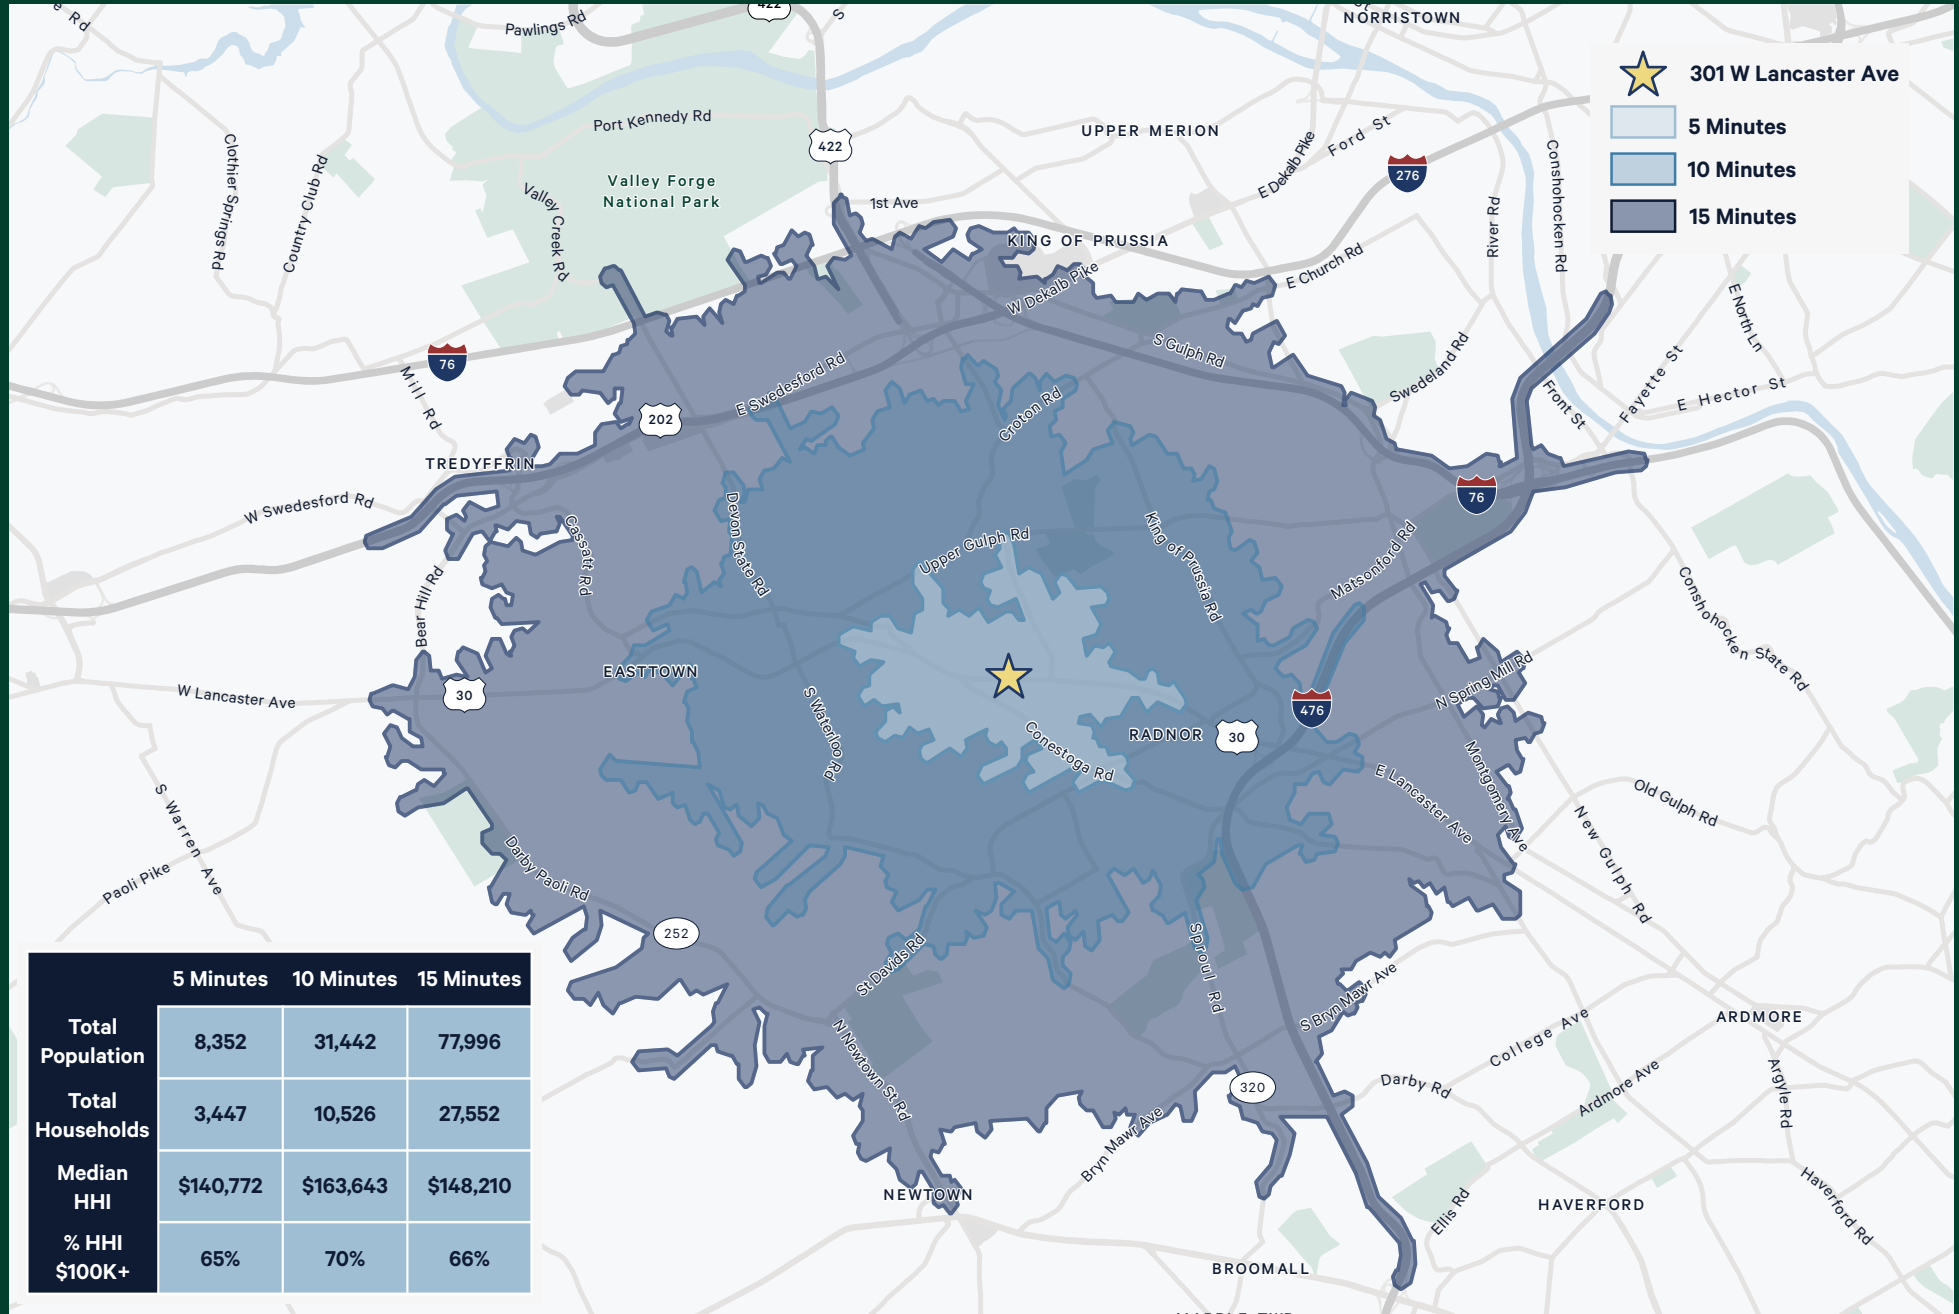 422
S
Pawlings Rd
e Rd
St
NORRISTOWN
301 W Lancaster Ave
5 Minutes
10 Minutes
15 Minutes
Port Kennedy Rd
422
UPPER MERION
Ford St
E Dekalb Pike
276
Conshohocken Rd
River Rd
Clothier Springs Rd
Country Club Rd
Valley Creek Rd
Valley Forge
National Park
1st Ave
KING OF PRUSSIA
E Church Rd
W Dekalb Pike
E North Ln
76
Mill Rd
E Swedesford Rd
S Gulph Rd
Swedeland Rd
Fayette St
Front St
E Hector St
202
Croton Rd
TREDYFFRIN
W Swedesford Rd
76
Devon State Rd
Cassatt Rd
Upper Gulph Rd
King of Prussia Rd
Matsonford Rd
Bear Hill Rd
Conshohocken State Rd
EASTTOWN
W Lancaster Ave
30
N Spring Mill Rd
476
S Waterloo Rd
RADNOR
30
Conestoga Rd
Montgomery Ave
E Lancaster Ave
Old Gulph Rd
New Gulph Rd
S Warren Ave
Paoli Pike
Darby Paoli Rd
252
St Davids Rd
Sproul Rd
S Bryn Mawr Ave
N Newtown St Rd
320
College Ave
ARDMORE
Darby Rd
Ardmore Ave
Argyle Rd
Bryn Mawr Ave
NEWTOWN
Ellis Rd
HAVERFORD
Haverford Rd
BROOMALL
5 Minutes 10 Minutes 15 Minutes
Total Population 8,352 31,442 77,996
Total Households 3,447 10,526 27,552
Median HHI $140,772 $163,643 $148,210
% HHI $100K+ 65% 70% 66%